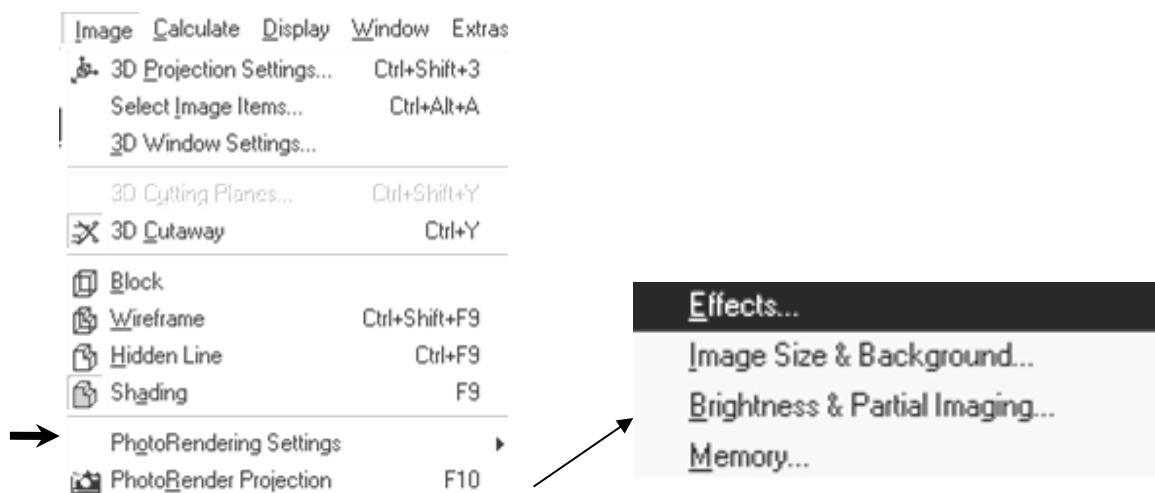 Image Calculate Display Window Extras
3D Projection Settings... Ctrl+Shift+3
Select Image Items... Ctrl+Alt+A
3D Window Settings...
3D Cutting Planes... Ctrl+Shift+Y
3D Cutaway Ctrl+Y
Block
Wireframe Ctrl+Shift+F9
Hidden Line Ctrl+F9
Shading F9
PhotoRendering Settings
PhotoRender Projection F10
Effects...
Image Size & Background...
Brightness & Partial Imaging...
Memory...